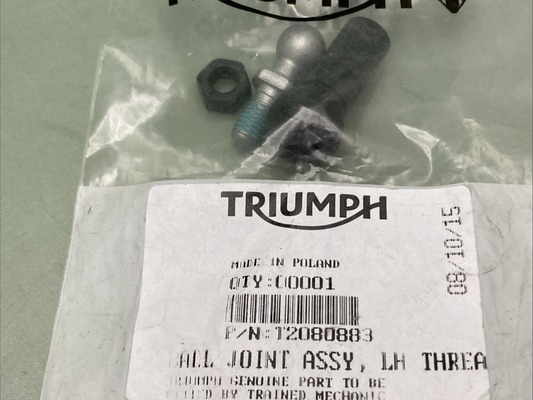 TRIUMPH
TRIUMPH
08/10/15
MADE IN POLAND
QTY:00001
P/N:T2080883
ALL JOINT ASSY, LH THREA
TRIUMPH GENUINE PART TO BE
BY TRAINED MECHANIC